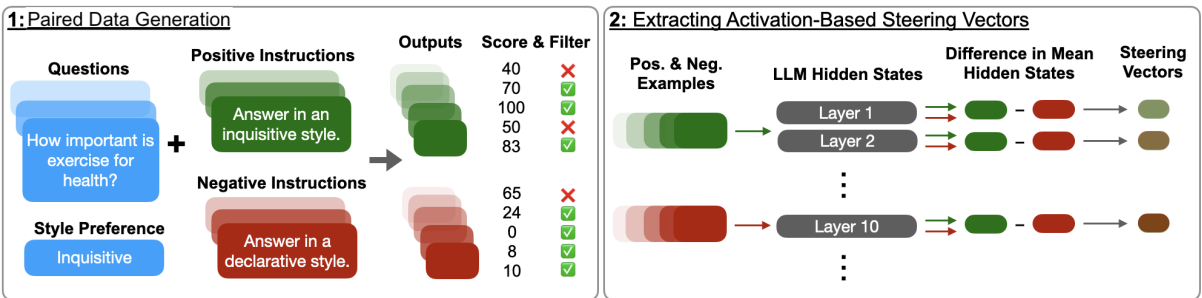 1: Paired Data Generation
Questions
How important is
exercise for
health?
Style Preference
Inquisitive
+
Positive Instructions
Answer in an
inquisitive style.
Negative Instructions
Answer in a
declarative style.
Outputs
Score & Filter
40 ❌
70 ✅
100 ✅
50 ❌
83 ✅
65 ❌
24 ✅
0 ✅
8 ✅
10 ✅
2: Extracting Activation-Based Steering Vectors
Pos. & Neg.
Examples
LLM Hidden States
Layer 1
Layer 2
⋮
Layer 10
⋮
Difference in Mean
Hidden States
–
–
⋮
–
⋮
Steering
Vectors